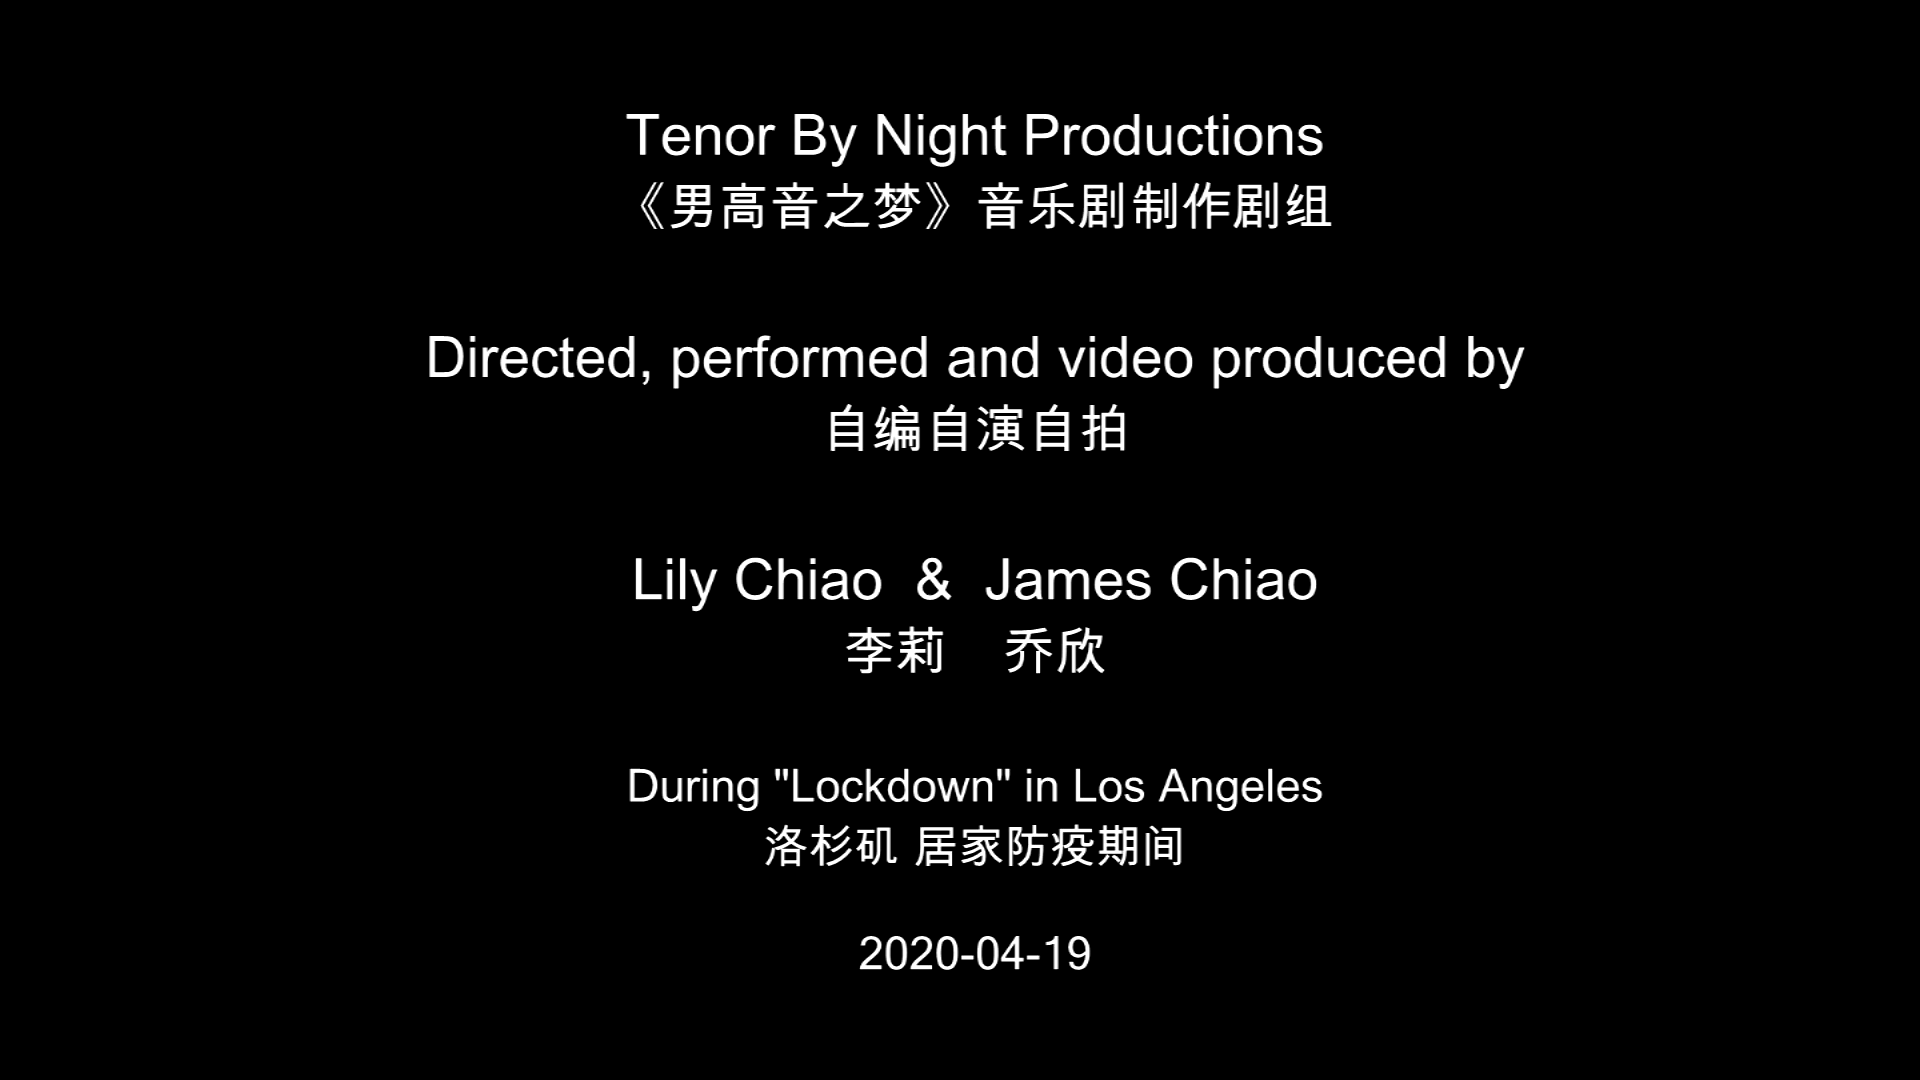 Tenor By Night Productions
《男高音之梦》音乐剧制作剧组
Directed, performed and video produced by
自编自演自拍
Lily Chiao & James Chiao
李莉 乔欣
During "Lockdown" in Los Angeles
洛杉矶 居家防疫期间
2020-04-19